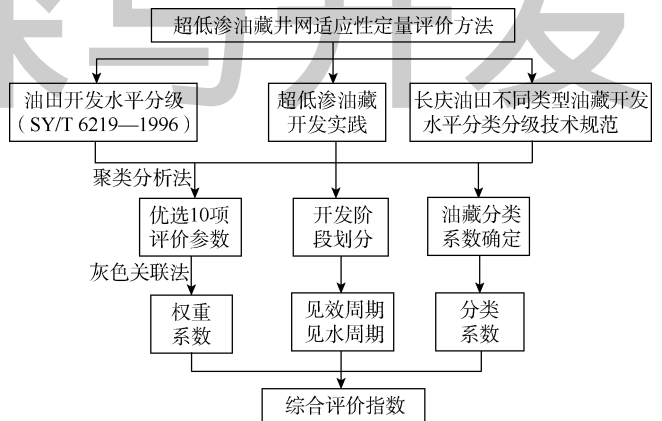 采与开发
超低渗油藏井网适应性定量评价方法
油田开发水平分级
（SY/T 6219—1996）
超低渗油藏
开发实践
长庆油田不同类型油藏开发
水平分类分级技术规范
聚类分析法
优选10项
评价参数
开发阶
段划分
油藏分类
系数确定
灰色关联法
权重
系数
见效周期
见水周期
分类
系数
综合评价指数